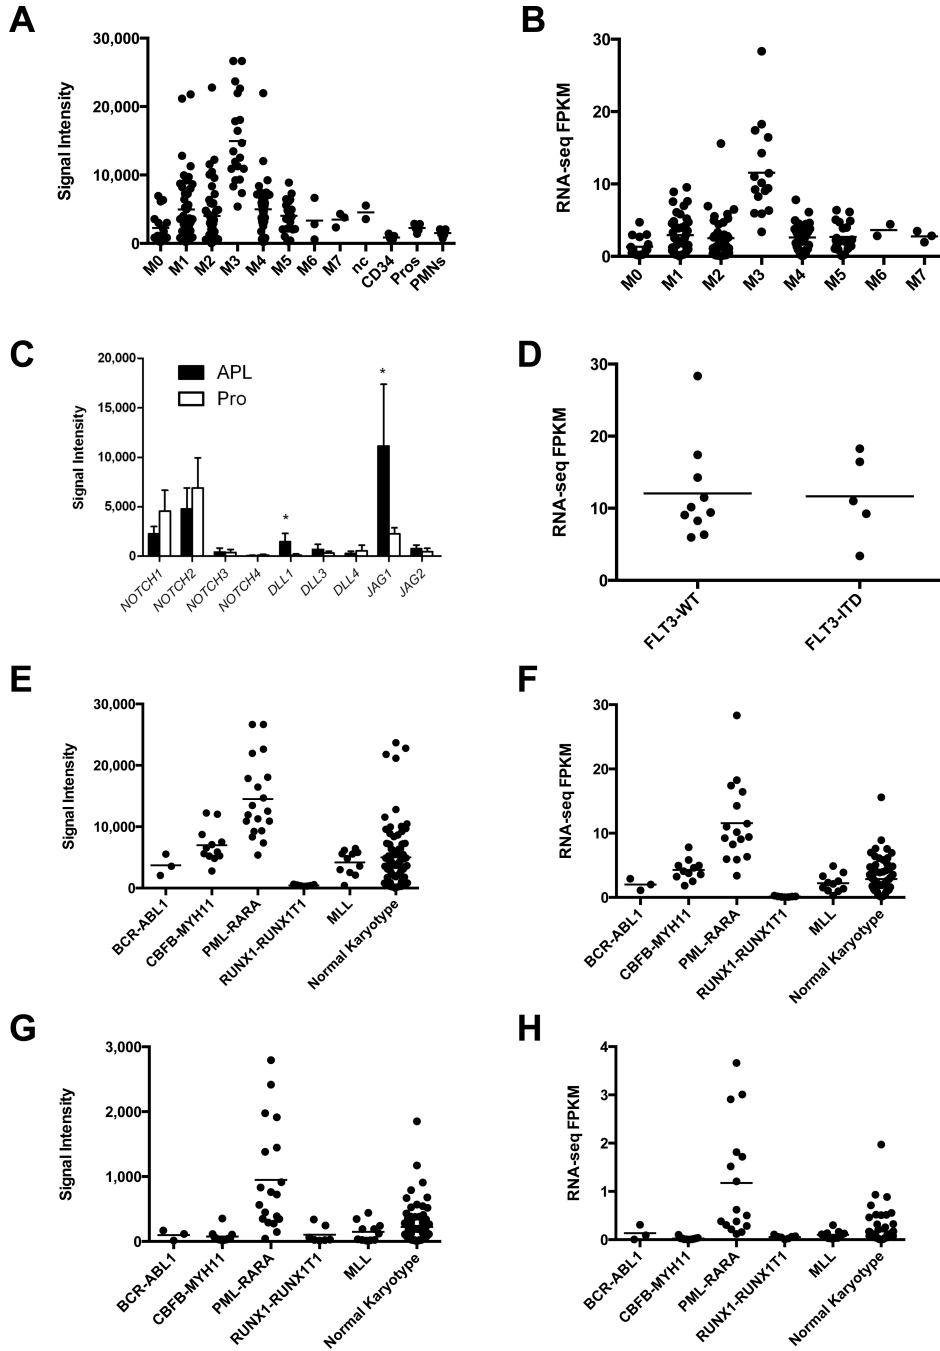 A
30,000
20,000
10,000
0
Signal Intensity
M0 M1 M2 M3 M4 M5 M6 M7 nc CD34 Pros PMNs
B
30
20
10
0
RNA-seq FPKM
M0 M1 M2 M3 M4 M5 M6 M7
C
20,000
15,000
10,000
5,000
0
Signal Intensity
APL
Pro
*
*
NOTCH1 NOTCH2 NOTCH3 NOTCH4 DLL1 DLL3 DLL4 JAG1 JAG2
D
30
20
10
0
RNA-seq FPKM
FLT3-WT FLT3-ITD
E
30,000
20,000
10,000
0
Signal Intensity
BCR-ABL1 CBFB-MYH11 PML-RARA RUNX1-RUNX1T1 MLL Normal Karyotype
F
30
20
10
0
RNA-seq FPKM
BCR-ABL1 CBFB-MYH11 PML-RARA RUNX1-RUNX1T1 MLL Normal Karyotype
G
3,000
2,000
1,000
0
Signal Intensity
BCR-ABL1 CBFB-MYH11 PML-RARA RUNX1-RUNX1T1 MLL Normal Karyotype
H
4
3
2
1
0
RNA-seq FPKM
BCR-ABL1 CBFB-MYH11 PML-RARA RUNX1-RUNX1T1 MLL Normal Karyotype